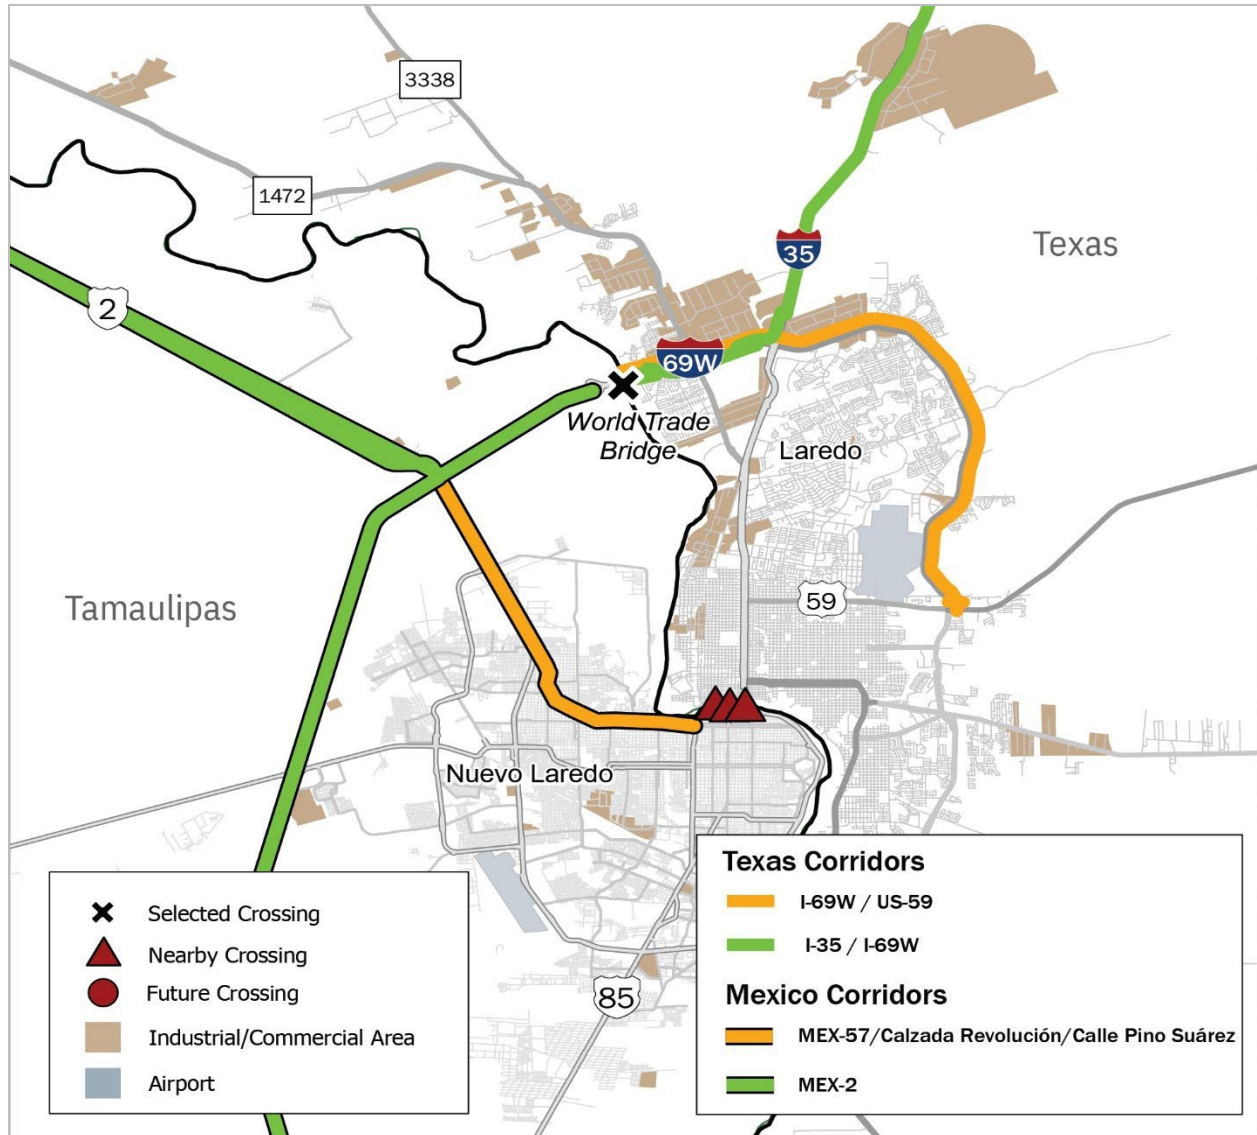 3338
1472
35
Texas
2
69W
World Trade
Bridge
Laredo
59
Tamaulipas
Nuevo Laredo
85
Selected Crossing
Nearby Crossing
Future Crossing
Industrial/Commercial Area
Airport
Texas Corridors
I-69W / US-59
I-35 / I-69W
Mexico Corridors
MEX-57/Calzada Revolución/Calle Pino Suárez
MEX-2